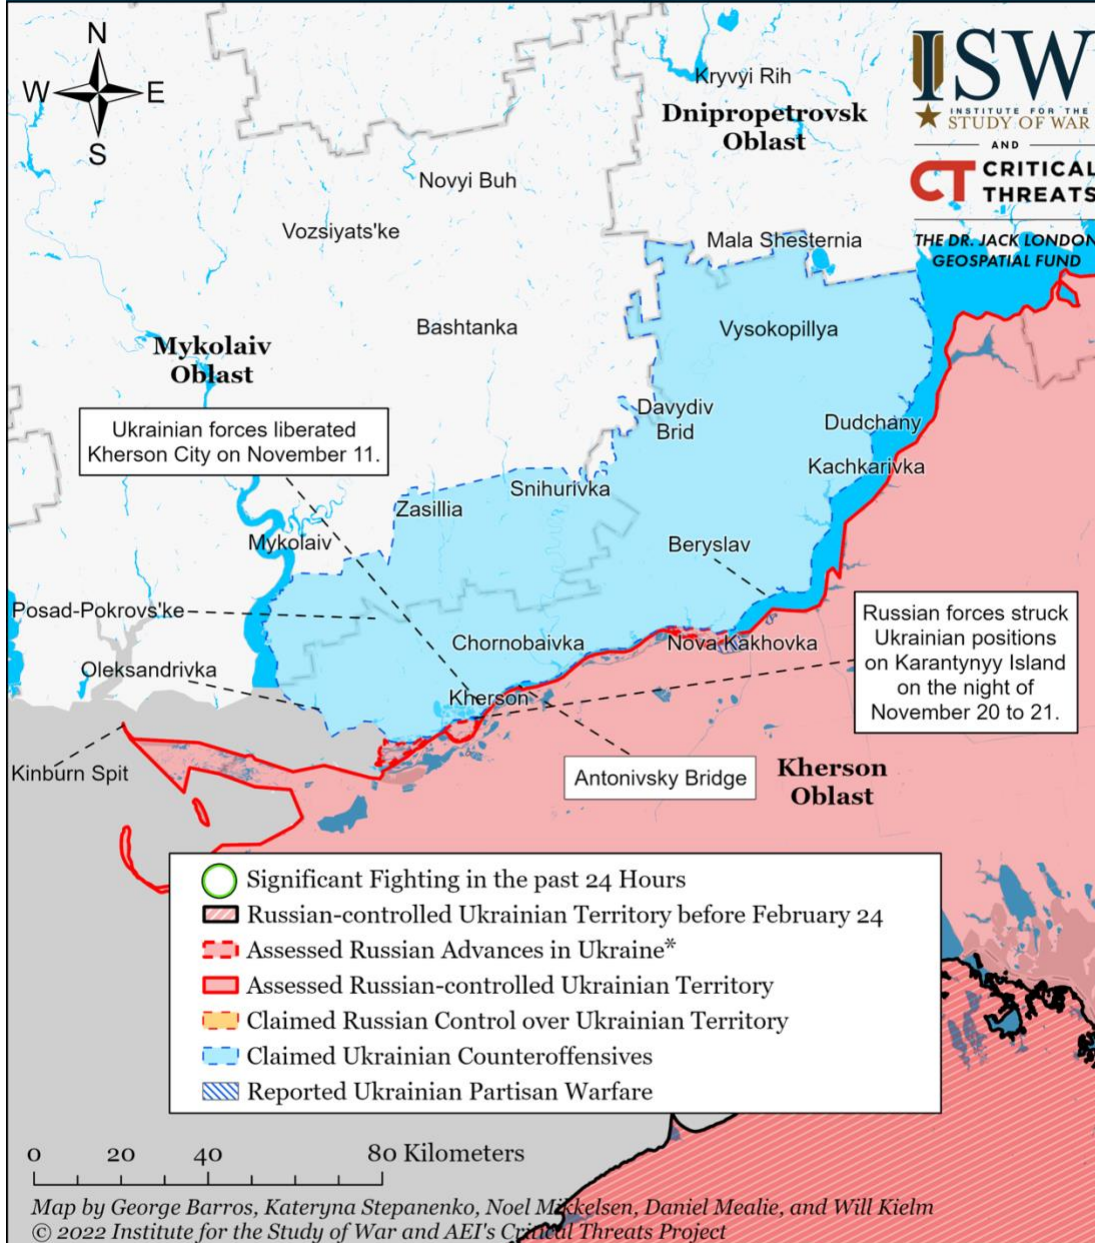 N
W E
S
ISW
INSTITUTE FOR THE
STUDY OF WAR
AND
CT CRITICAL
THREATS
THE DR. JACK LONDON
GEOSPATIAL FUND
Kryvyi Rih
Dnipropetrovsk
Oblast
Novyi Buh
Vozsiyats'ke
Mala Shesternia
Bashtanka
Vysokopillya
Mykolaiv
Oblast
Davydiv
Brid
Dudchany
Ukrainian forces liberated
Kherson City on November 11.
Kachkarivka
Snihurivka
Zasillia
Mykolaiv
Beryslav
Posad-Pokrovs'ke
Russian forces struck
Ukrainian positions
on Karantynyy Island
on the night of
November 20 to 21.
Chornobaivka
Nova Kakhovka
Oleksandrivka
Kherson
Kinburn Spit
Antonivsky Bridge
Kherson
Oblast
Significant Fighting in the past 24 Hours
Russian-controlled Ukrainian Territory before February 24
Assessed Russian Advances in Ukraine*
Assessed Russian-controlled Ukrainian Territory
Claimed Russian Control over Ukrainian Territory
Claimed Ukrainian Counteroffensives
Reported Ukrainian Partisan Warfare
0 20 40 80 Kilometers
Map by George Barros, Kateryna Stepanenko, Noel Mikkelsen, Daniel Mealie, and Will Kielm
© 2022 Institute for the Study of War and AEI's Critical Threats Project